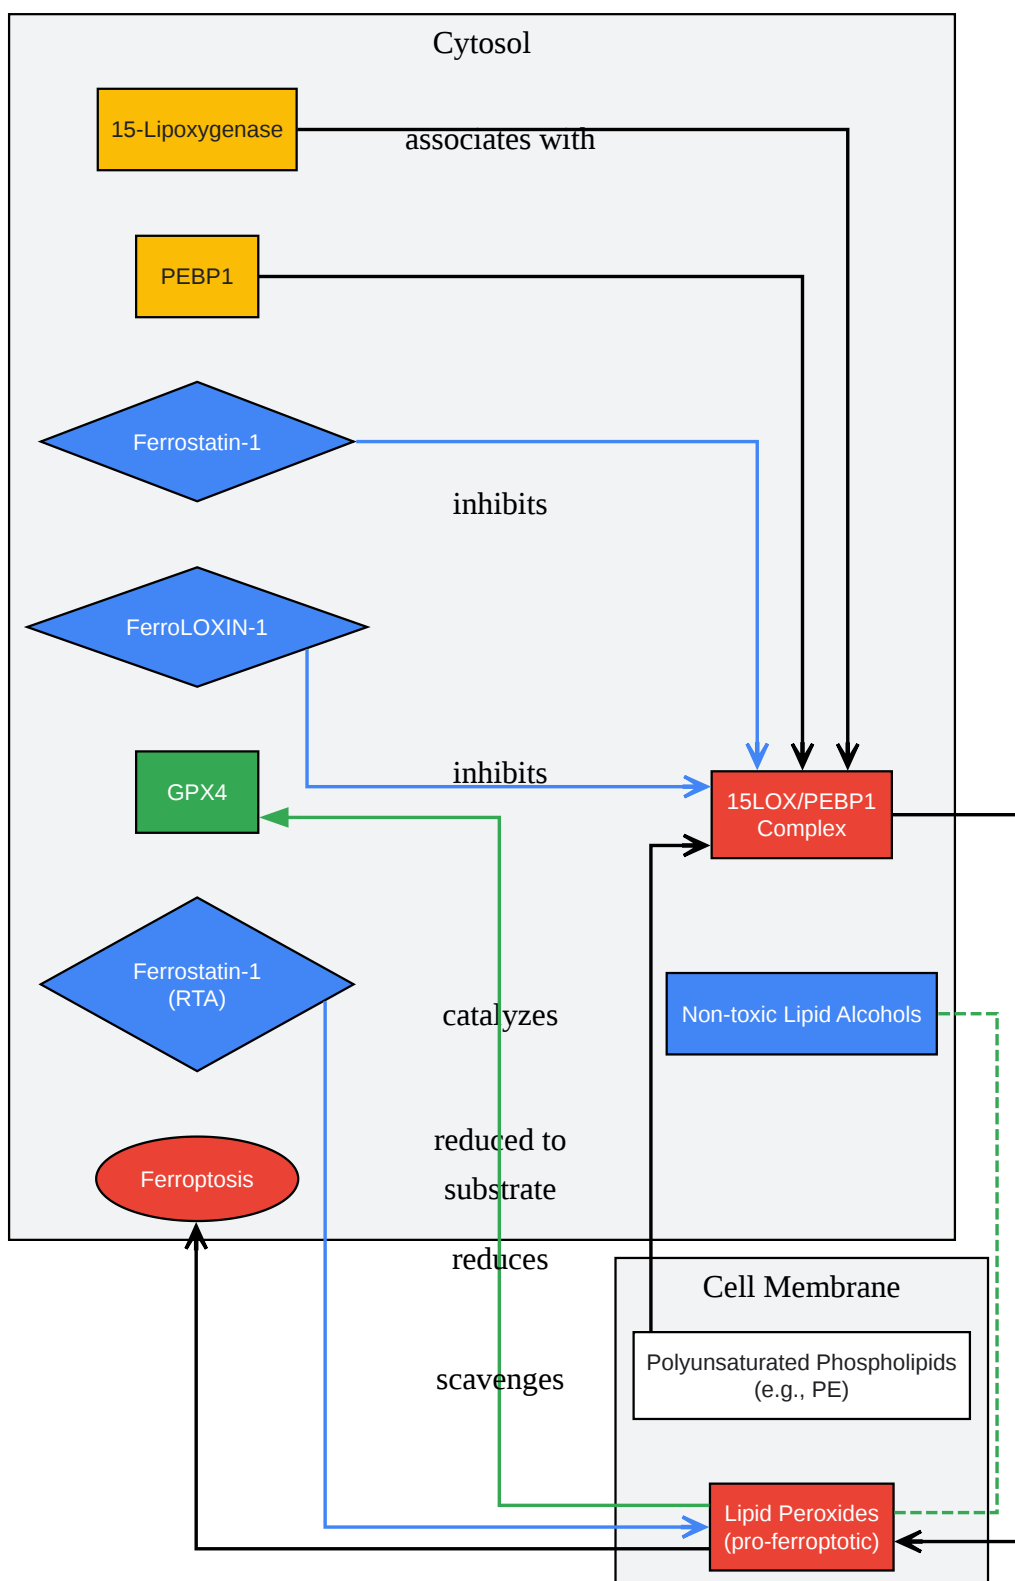 Cytosol
15-Lipoxygenase
associates with
PEBP1
Ferrostatin-1
inhibits
FerroLOXIN-1
inhibits
GPX4
15LOX/PEBP1
Complex
Ferrostatin-1
(RTA)
catalyzes
Non-toxic Lipid Alcohols
reduced to
Ferroptosis
substrate
reduces
Cell Membrane
Polyunsaturated Phospholipids
(e.g., PE)
scavenges
Lipid Peroxides
(pro-ferroptotic)